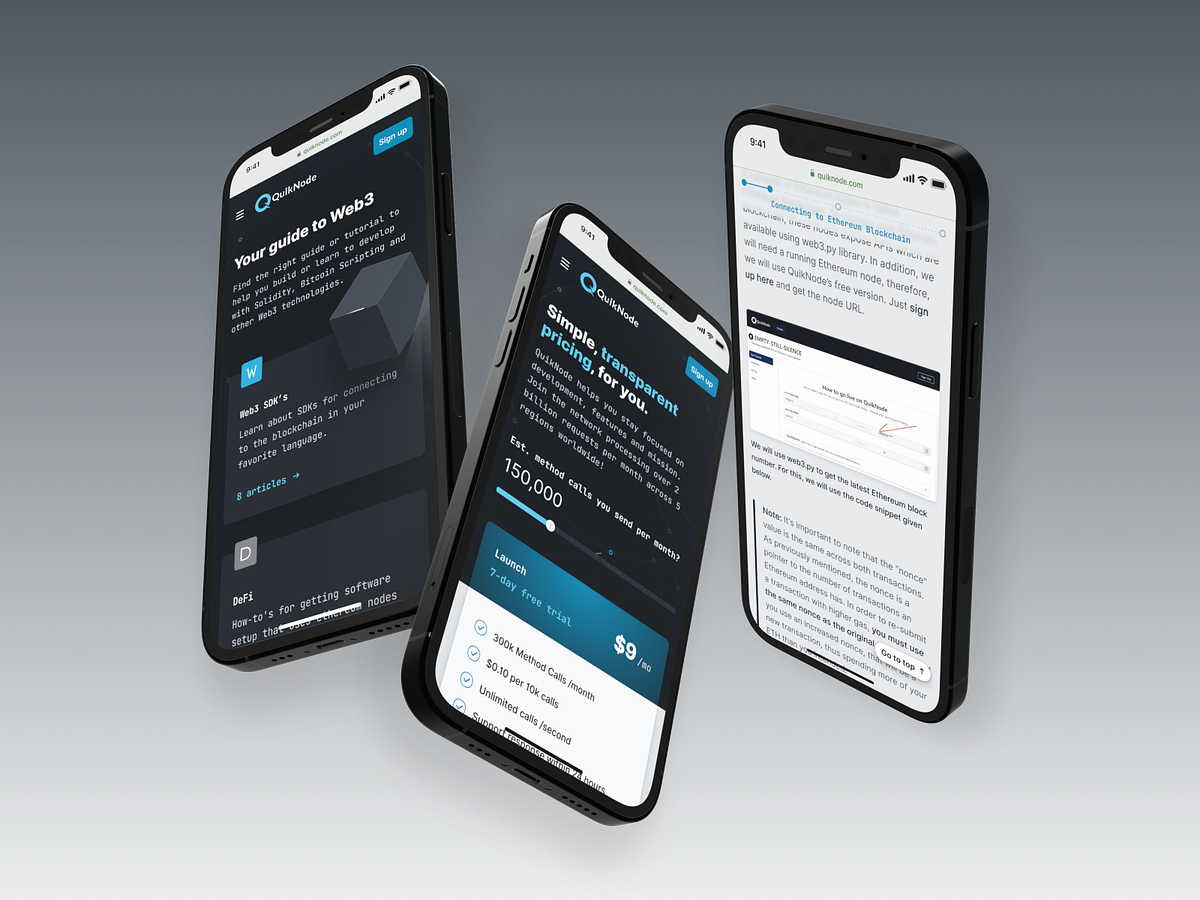 9:41
quiknode.com
Sign up
QuikNode
Your guide to Web3
Find the right guide or tutorial to
help you build or learn to develop
with Solidity, Bitcoin Scripting and
other Web3 technologies.
W
Web3 SDK's
Learn about SDKs for connecting
to the blockchain in your
favorite language.
8 articles →
D
DeFi
How-to's for getting software
setup that uses ethereum nodes
9:41
quiknode.com
QuikNode
Sign up
Simple, transparent
pricing, for you.
QuikNode helps you stay focused on
development, features and mission.
Join the network processing over 2
billion requests per month across 5
regions worldwide!
Est. method calls you send per month?
150,000
Launch
7-day free trial
$9/mo
300k Method Calls /month
$0.10 per 10k calls
Unlimited calls /second
Support response within 24 hours
9:41
quiknode.com
Connecting to Ethereum Blockchain
blockchain, these nodes expose APIs which are
available using web3.py library. In addition, we
will need a running Ethereum node, therefore,
we will use QuikNode's free version. Just sign
up here and get the node URL.
QuikNode
EMPTY-STILL-SILENCE
How to go live on QuikNode
We will use web3.py to get the latest Ethereum block
number. For this, we will use the code snippet given
below.
Note: It's important to note that the "nonce"
value is the same across both transactions.
As previously mentioned, the nonce is a
pointer to the number of transactions an
Ethereum address has. In order to re-submit
a transaction with higher gas, you must use
the same nonce as the original
you use an increased nonce, that will be a
new transaction, thus spending more of your
ETH than you
Go to top ↑